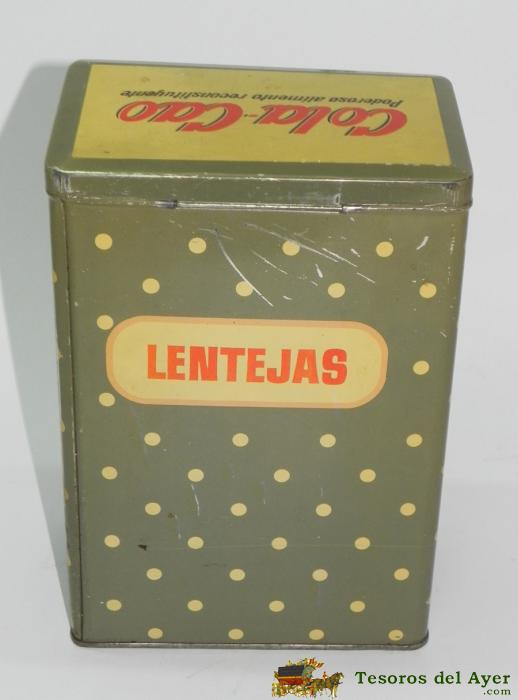 Cola-Cao
Poderoso alimento reconstituyente
LENTEJAS
Tesoros del Ayer
.com